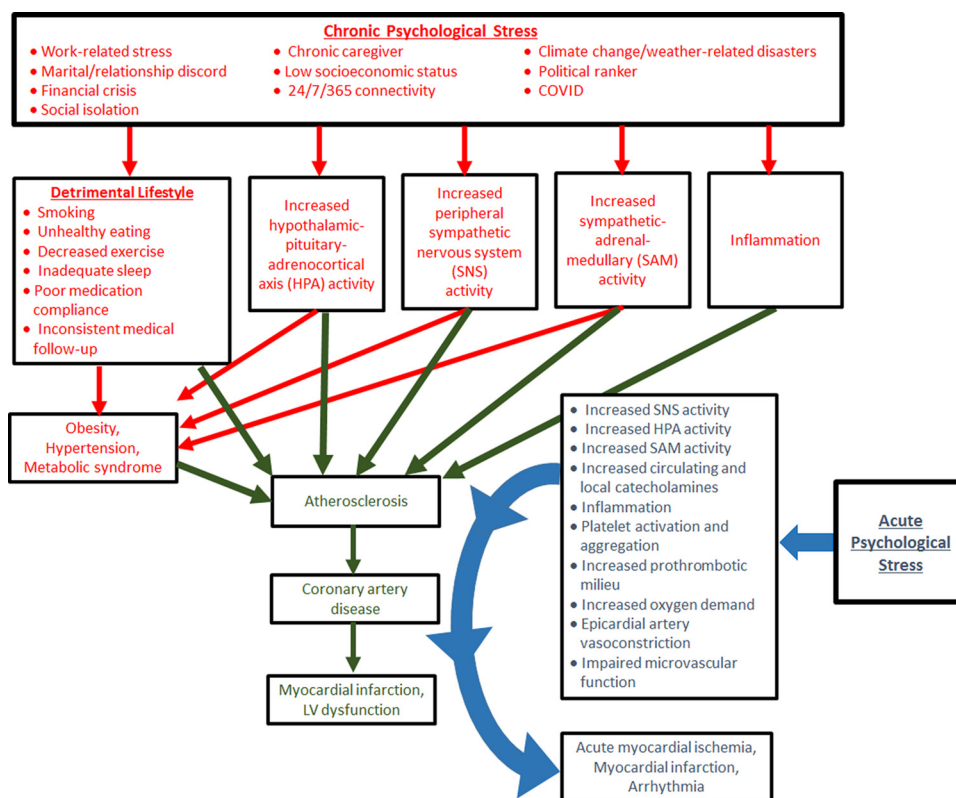 Chronic Psychological Stress
• Work-related stress
• Marital/relationship discord
• Financial crisis
• Social isolation
• Chronic caregiver
• Low socioeconomic status
• 24/7/365 connectivity
• Climate change/weather-related disasters
• Political ranker
• COVID
Detrimental Lifestyle
• Smoking
• Unhealthy eating
• Decreased exercise
• Inadequate sleep
• Poor medication
compliance
• Inconsistent medical
follow-up
Increased
hypothalamic-
pituitary-
adrenocortical
axis (HPA) activity
Increased
peripheral
sympathetic
nervous system
(SNS)
activity
Increased
sympathetic-
adrenal-
medullary (SAM)
activity
Inflammation
Obesity,
Hypertension,
Metabolic syndrome
Atherosclerosis
Coronary artery
disease
Myocardial infarction,
LV dysfunction
• Increased SNS activity
• Increased HPA activity
• Increased SAM activity
• Increased circulating and
local catecholamines
• Inflammation
• Platelet activation and
aggregation
• Increased prothrombotic
milieu
• Increased oxygen demand
• Epicardial artery
vasoconstriction
• Impaired microvascular
function
Acute
Psychological
Stress
Acute myocardial ischemia,
Myocardial infarction,
Arrhythmia